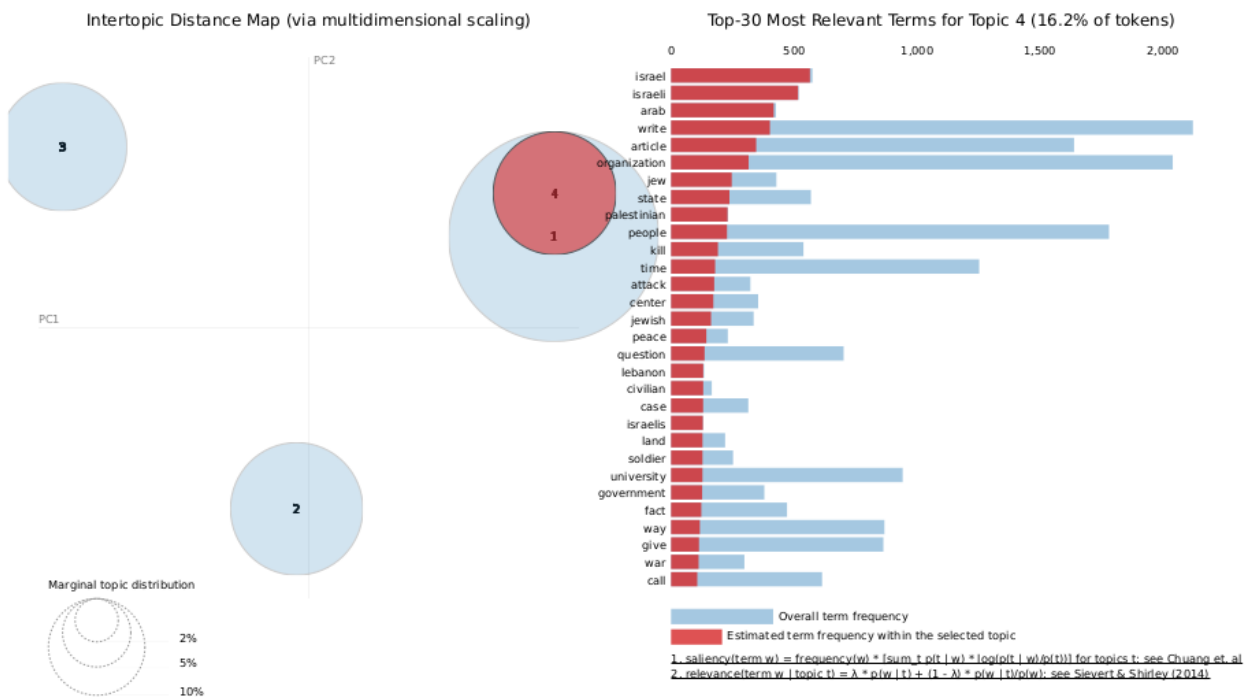 Intertopic Distance Map (via multidimensional scaling)
PC2
PC1
3
4
1
2
Marginal topic distribution
2%
5%
10%
Top-30 Most Relevant Terms for Topic 4 (16.2% of tokens)
0 500 1,000 1,500 2,000
israel
israeli
arab
write
article
organization
jew
state
palestinian
people
kill
time
attack
center
jewish
peace
question
lebanon
civilian
case
israelis
land
soldier
university
government
fact
way
give
war
call
Overall term frequency
Estimated term frequency within the selected topic
1. saliency(term w) = frequency(w) * [sum_t p(t | w) * log(p(t | w)/p(t))] for topics t; see Chuang et. al
2. relevance(term w | topic t) = λ * p(w | t) + (1 - λ) * p(w | t)/p(w); see Sievert & Shirley (2014)